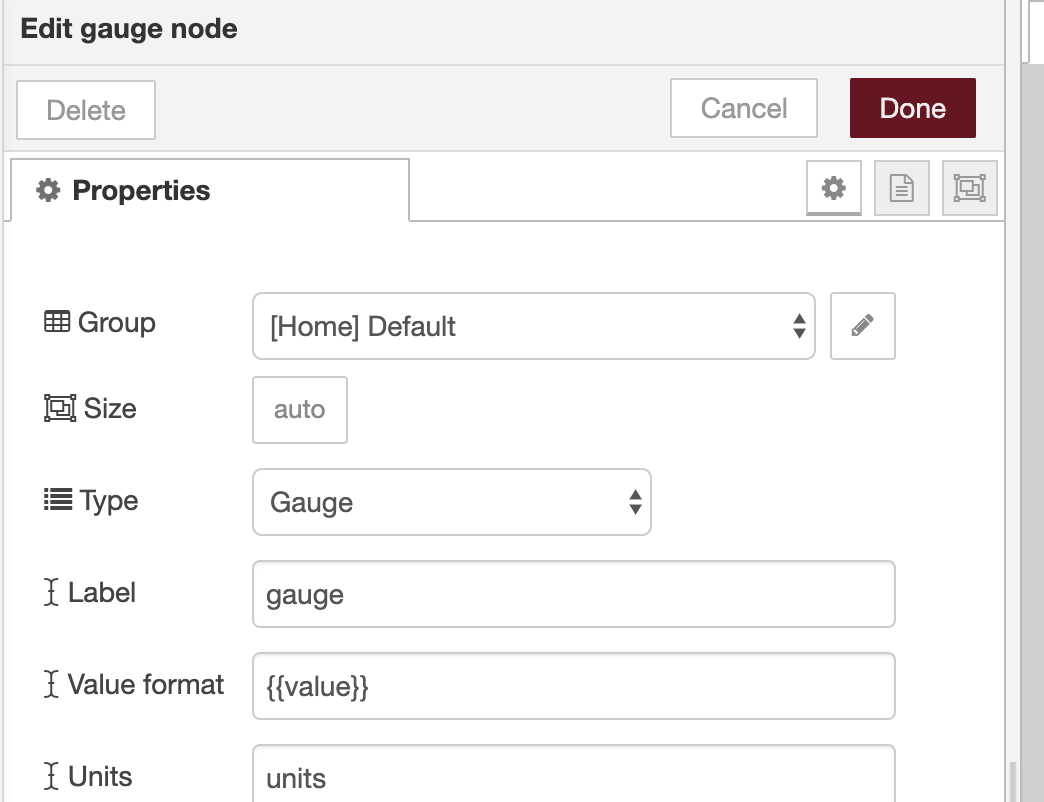 Edit gauge node
Delete Cancel Done
Properties
Group [Home] Default
Size auto
Type Gauge
Label gauge
Value format {{value}}
Units units